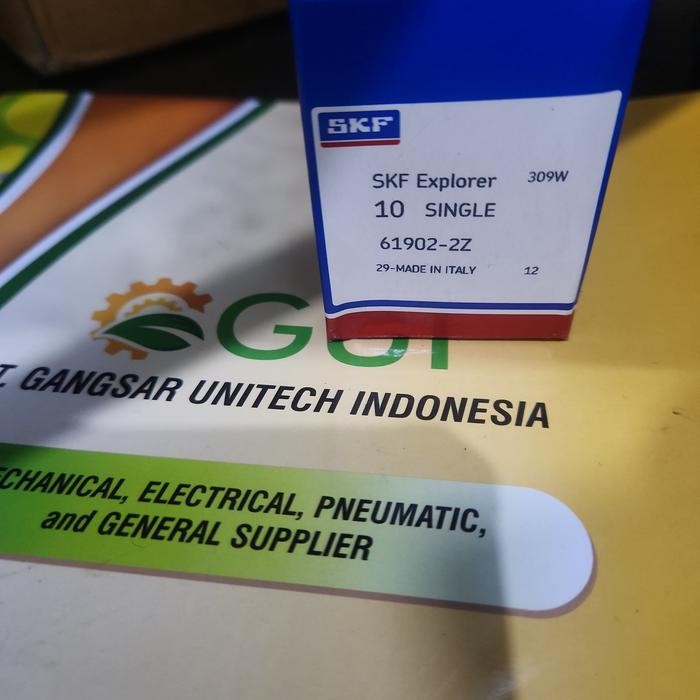 SKF
SKF Explorer 309W
10 SINGLE
61902-2Z
29-MADE IN ITALY 12
T. GANGSAR UNITECH INDONESIA
ECHANICAL, ELECTRICAL, PNEUMATIC,
and GENERAL SUPPLIER